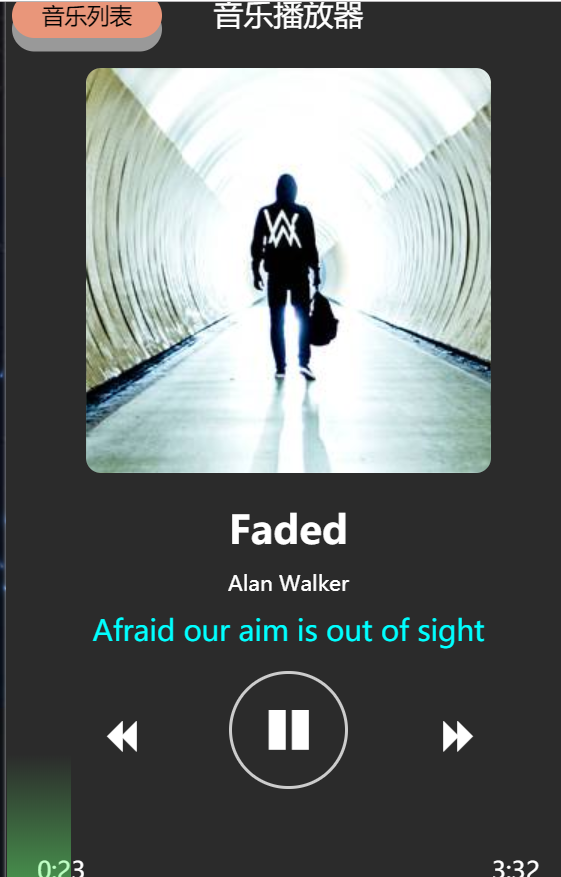 音乐列表
音乐播放器
Faded
Alan Walker
Afraid our aim is out of sight
0:23
3:32